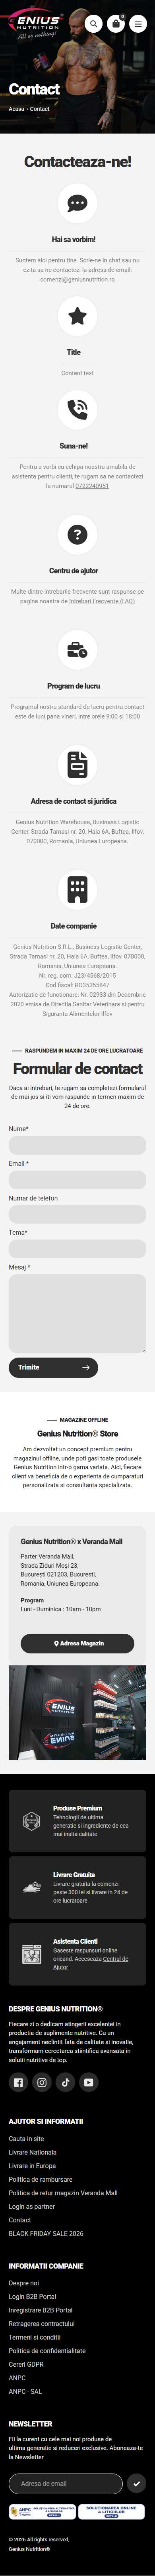 GENIUS
NUTRITION®
All we want!
0
Contact
Acasa • Contact
Contacteaza-ne!
Hai sa vorbim!
Suntem aici pentru tine. Scrie-ne in chat sau nu
ezita sa ne contactezi la adresa de email:
comenzi@geniusnutrition.ro
Title
Content text
Suna-ne!
Pentru a vorbi cu echipa noastra amabila de
asistenta pentru clienti, te rugam sa ne contactezi
la numarul 0722240951
Centru de ajutor
Multe dintre intrebarile frecvente sunt raspunse pe
pagina noastra de Intrebari Frecvente (FAQ)
Program de lucru
Programul nostru standard de lucru pentru contact
este de luni pana vineri, intre orele 9:00 si 18:00
Adresa de contact si juridica
Genius Nutrition Warehouse, Business Logistic
Center, Strada Tamasi nr. 20, Hala 6A, Buftea, Ilfov,
070000, Romania, Uniunea Europeana.
Date companie
Genius Nutrition S.R.L., Business Logistic Center,
Strada Tamasi nr. 20, Hala 6A, Buftea, Ilfov, 070000,
Romania, Uniunea Europeana.
Nr. reg. com: J23/4568/2015
Cod fiscal: RO35355847
Autorizatie de functionare: Nr. 02933 din Decembrie
2020 emisa de Directia Sanitar Veterinara si pentru
Siguranta Alimentelor Ilfov
RASPUNDEM IN MAXIM 24 DE ORE LUCRATOARE
Formular de contact
Daca ai intrebari, te rugam sa completezi formularul
de mai jos si iti vom raspunde in termen maxim de
24 de ore.
Nume*
Email *
Numar de telefon
Tema*
Mesaj *
Trimite
MAGAZINE OFFLINE
Genius Nutrition® Store
Am dezvoltat un concept premium pentru
magazinul offline, unde poti gasi toate produsele
Genius Nutrition intr-o gama variata. Aici, fiecare
client va beneficia de o experienta de cumparaturi
personalizata si consultanta specializata.
Genius Nutrition® x Veranda Mall
Parter Veranda Mall,
Strada Ziduri Moși 23,
București 021203, Bucuresti,
Romania, Uniunea Europeana.
Program
Luni - Duminica : 10am - 10pm
Adresa Magazin
GENIUS
Produse Premium
Tehnologii de ultima
generatie si ingrediente de cea
mai inalta calitate
Livrare Gratuita
Livrare gratuita la comenzi
peste 300 lei si livrare in 24 de
ore lucratoare
Asistenta Clienti
Gaseste raspunsuri online
oricand. Acceseaza Centrul de
Ajutor
DESPRE GENIUS NUTRITION®
Fiecare zi o dedicam atingerii excelentei in
productia de suplimente nutritive. Cu un
angajament neclintit fata de calitate si inovatie,
transformam cercetarea stiintifica avansata in
solutii nutritive de top.
AJUTOR SI INFORMATII
Cauta in site
Livrare Nationala
Livrare in Europa
Politica de rambursare
Politica de retur magazin Veranda Mall
Login as partner
Contact
BLACK FRIDAY SALE 2026
INFORMATII COMPANIE
Despre noi
Login B2B Portal
Inregistrare B2B Portal
Retragerea contractului
Termeni si conditii
Politica de confidentialitate
Cereri GDPR
ANPC
ANPC - SAL
NEWSLETTER
Fii la curent cu cele mai noi produse de
ultima generatie si reduceri exclusive. Aboneaza-te
la Newsletter
Adresa de email
ANPC
SOLUTIONAREA ALTERNATIVA
A LITIGIILOR
DETALII
SOLUTIONAREA ONLINE
A LITIGIILOR
DETALII
© 2026 All rights reserved,
Genius Nutrition®